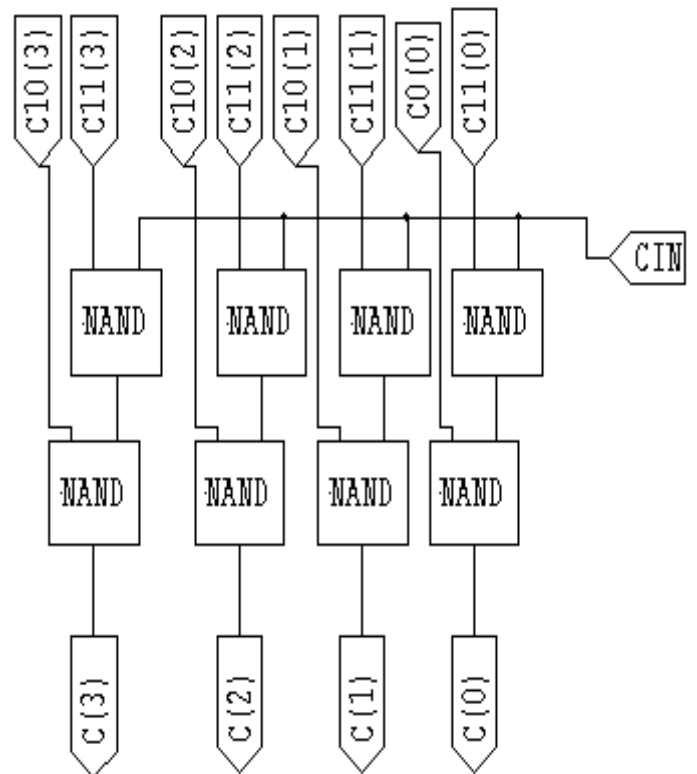 C10(3)
C11(3)
C10(2)
C11(2)
C10(1)
C11(1)
C0(0)
C11(0)
CIN
NAND
NAND
NAND
NAND
NAND
NAND
NAND
NAND
C(3)
C(2)
C(1)
C(0)